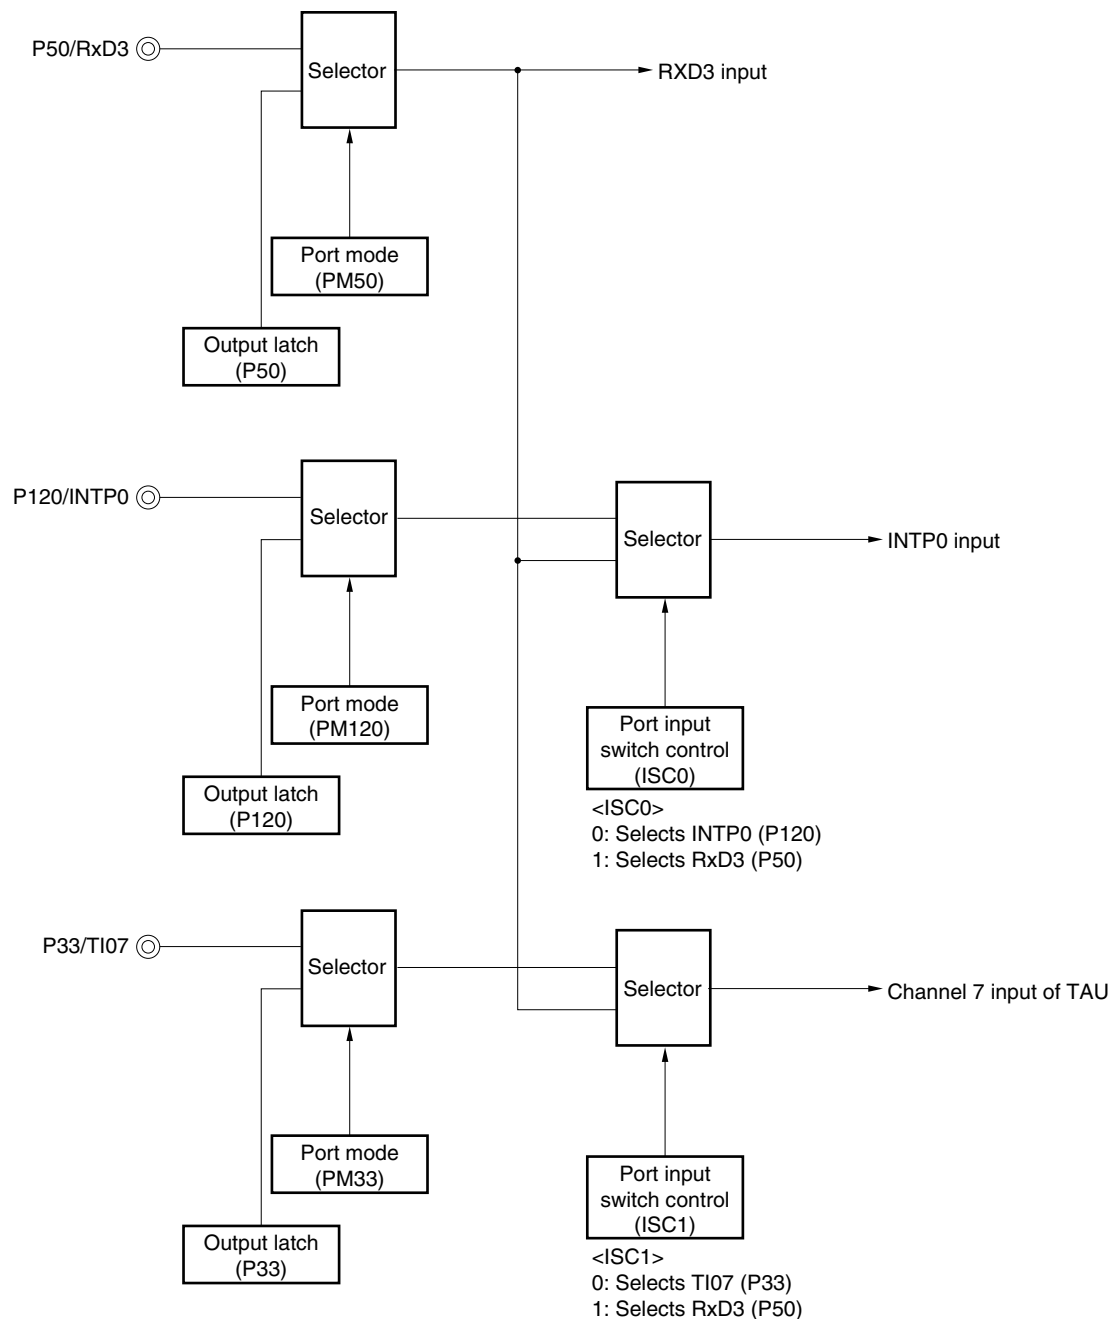 P50/RxD3
Selector
RXD3 input
Port mode
(PM50)
Output latch
(P50)
P120/INTP0
Selector
Selector
INTP0 input
Port mode
(PM120)
Port input
switch control
(ISC0)
Output latch
(P120)
<ISC0>
0: Selects INTP0 (P120)
1: Selects RxD3 (P50)
P33/TI07
Selector
Selector
Channel 7 input of TAU
Port mode
(PM33)
Port input
switch control
(ISC1)
Output latch
(P33)
<ISC1>
0: Selects TI07 (P33)
1: Selects RxD3 (P50)